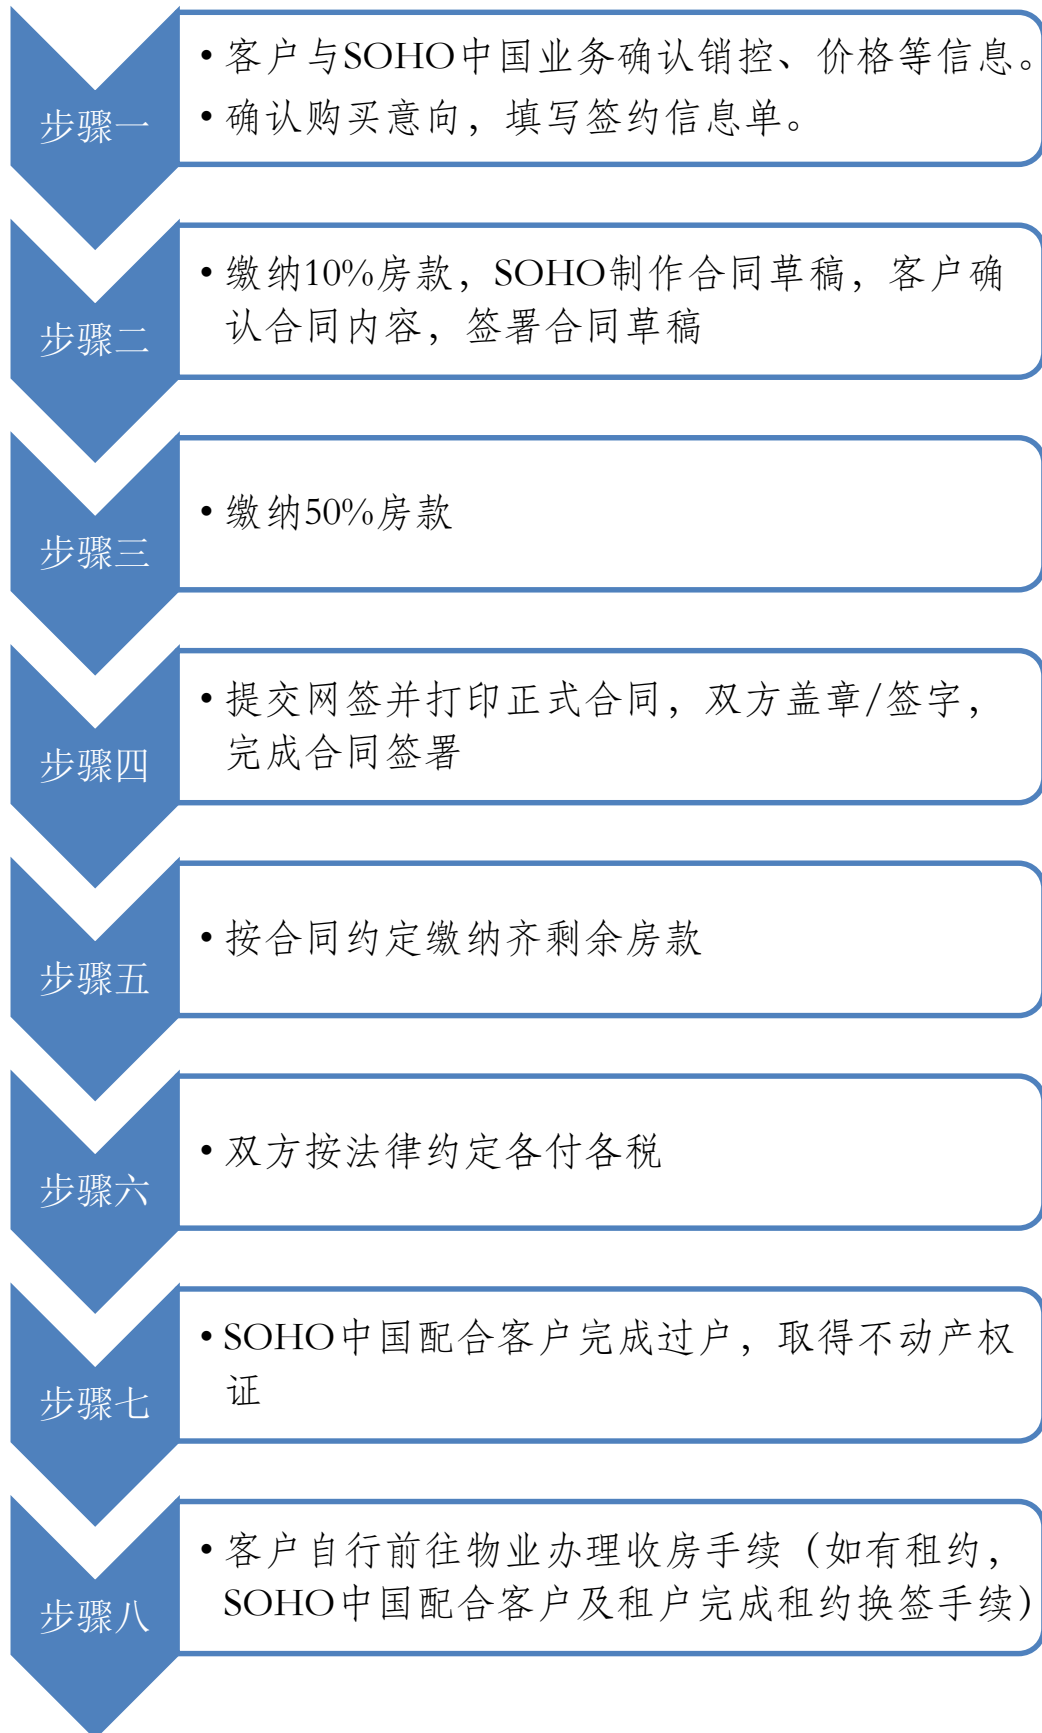 步骤一
• 客户与SOHO中国业务确认销控、价格等信息。
• 确认购买意向，填写签约信息单。
步骤二
• 缴纳10%房款，SOHO制作合同草稿，客户确
认合同内容，签署合同草稿
步骤三
• 缴纳50%房款
步骤四
• 提交网签并打印正式合同，双方盖章/签字，
完成合同签署
步骤五
• 按合同约定缴纳齐剩余房款
步骤六
• 双方按法律约定各付各税
步骤七
• SOHO中国配合客户完成过户，取得不动产权
证
步骤八
• 客户自行前往物业办理收房手续（如有租约，
SOHO中国配合客户及租户完成租约换签手续）